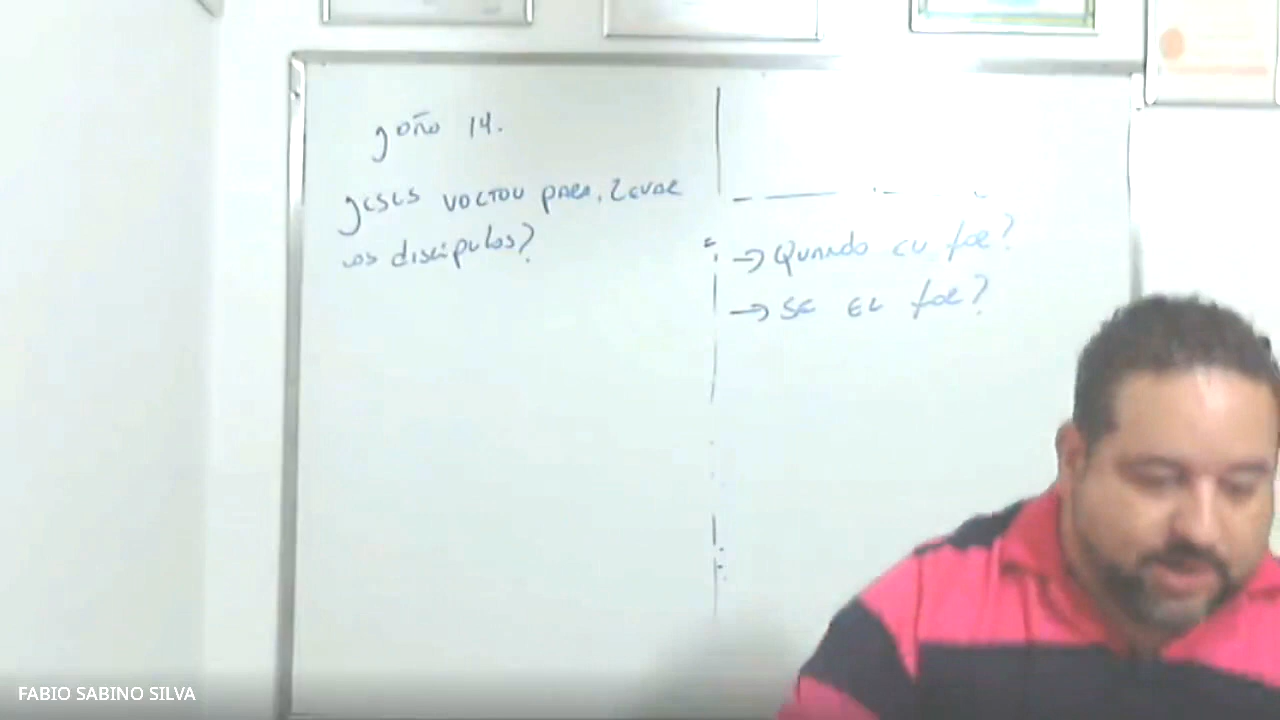 João 14.
Jesus voltou para, levar
os discípulos?
→ Quando eu for?
→ se eu for?
FABIO SABINO SILVA